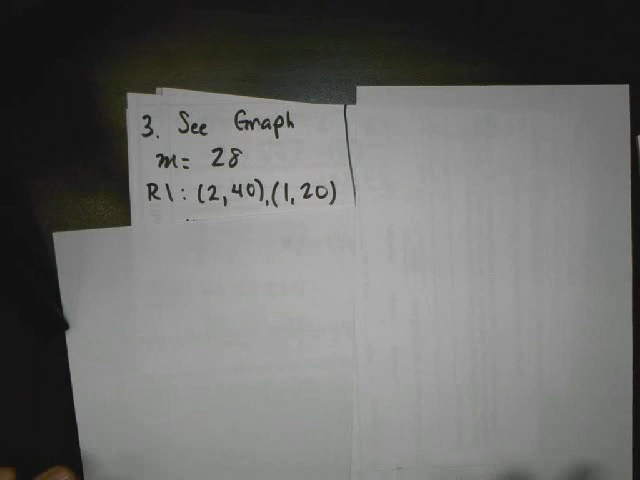 3. See Graph
m= 28
R1: (2,40),(1,20)